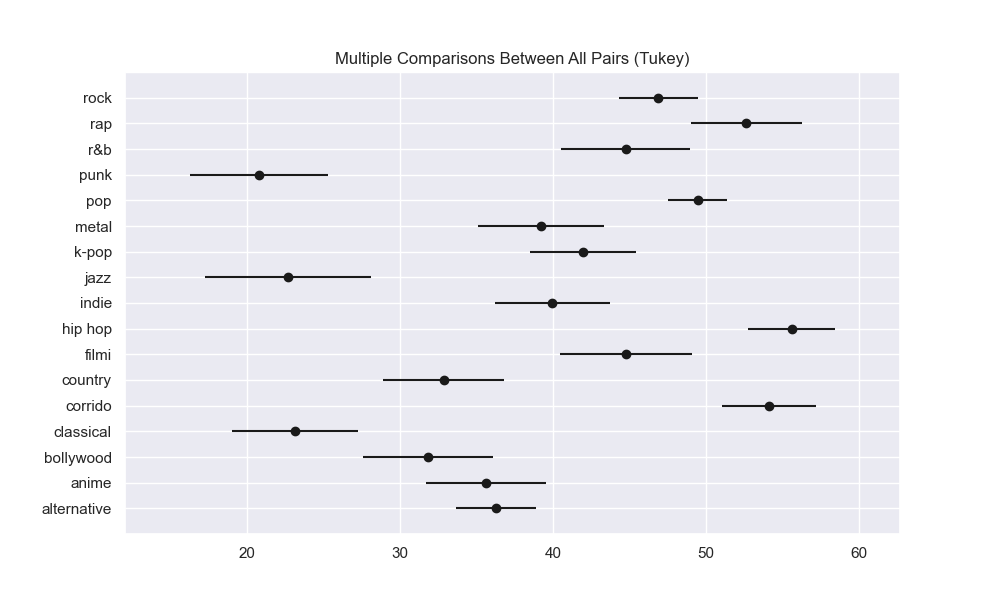 Multiple Comparisons Between All Pairs (Tukey)
rock
rap
r&b
punk
pop
metal
k-pop
jazz
indie
hip hop
filmi
country
corrido
classical
bollywood
anime
alternative
20 30 40 50 60